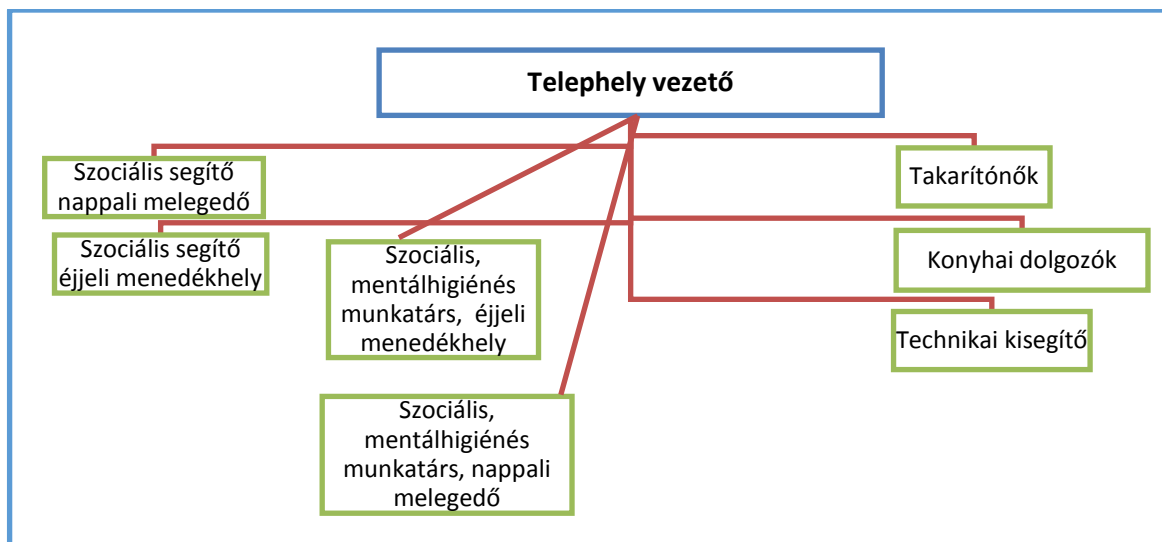 Telephely vezető
Szociális segítő
nappali melegedő
Szociális segítő
éjjeli menedékhely
Szociális,
mentálhigiénés
munkatárs, éjjeli
menedékhely
Szociális,
mentálhigiénés
munkatárs, nappali
melegedő
Takarítónők
Konyhai dolgozók
Technikai kisegítő